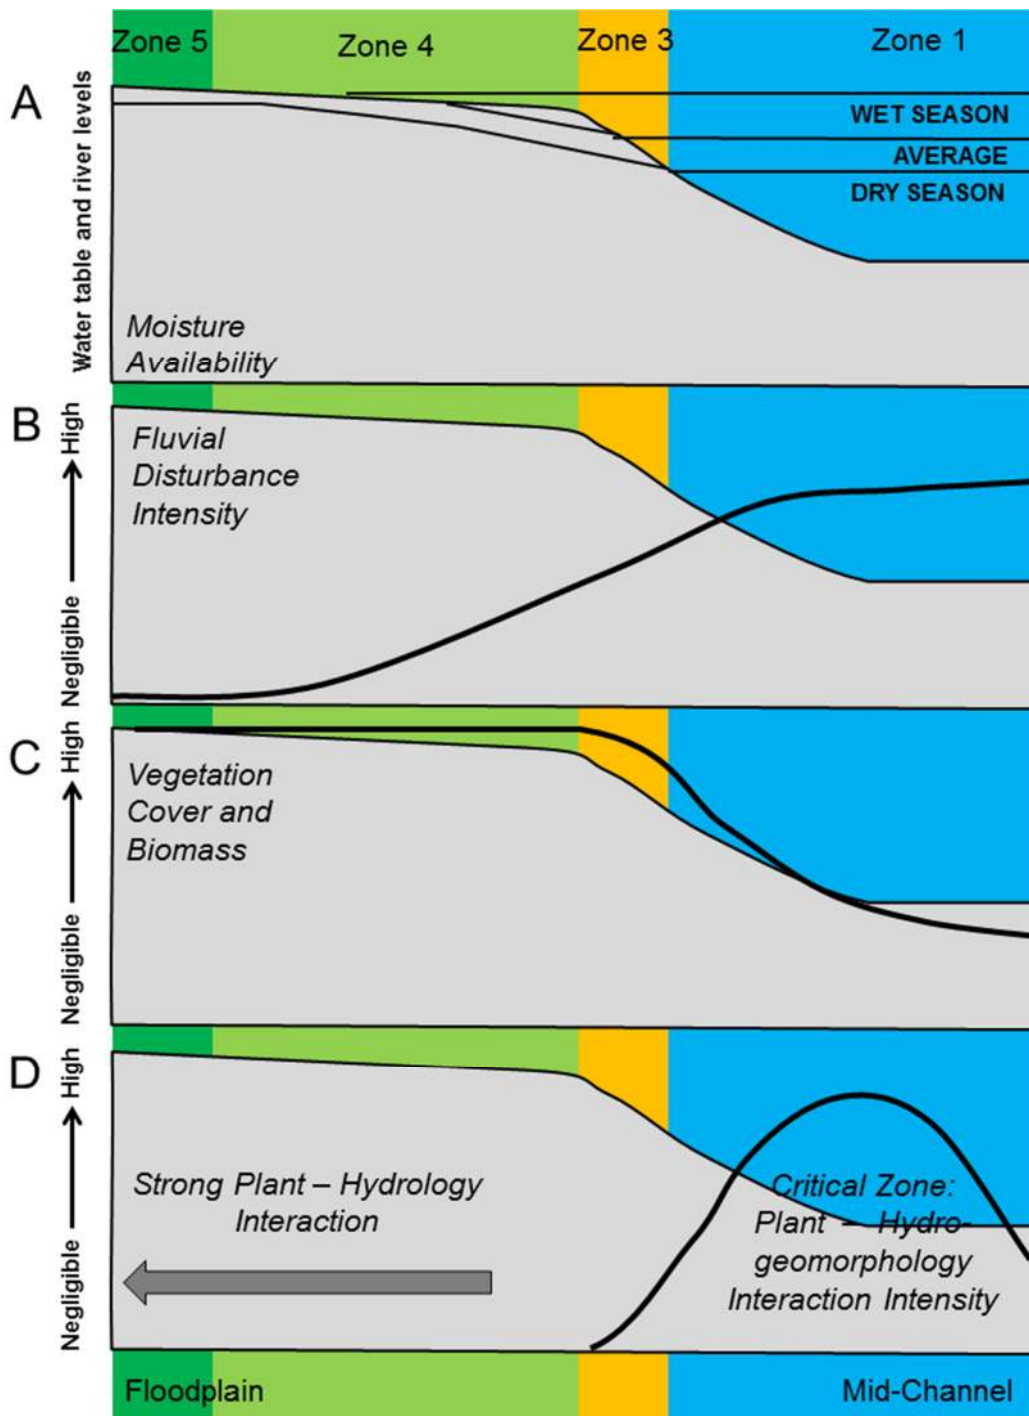 Zone 5
Zone 4
Zone 3
Zone 1
A
Water table and river levels
WET SEASON
AVERAGE
DRY SEASON
Moisture
Availability
B
Negligible
High
Fluvial
Disturbance
Intensity
C
Negligible
High
Vegetation
Cover and
Biomass
D
Negligible
High
Strong Plant – Hydrology
Interaction
Critical Zone:
Plant – Hydro-
geomorphology
Interaction Intensity
Floodplain
Mid-Channel